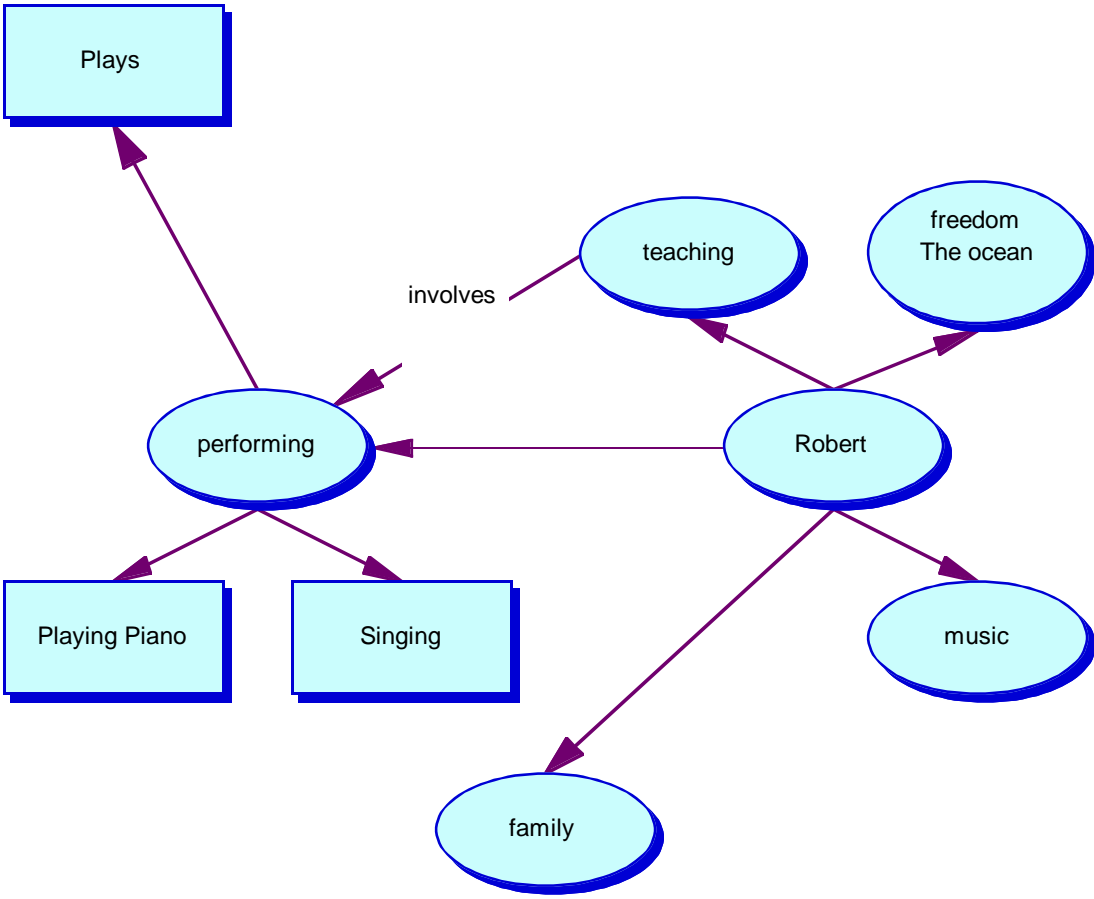 Plays
freedom
The ocean
teaching
involves
performing
Robert
Playing Piano
Singing
music
family